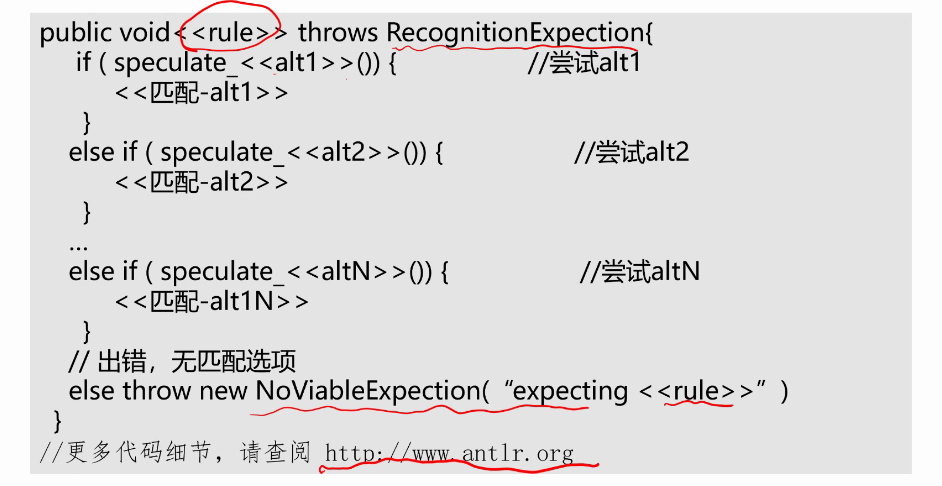 public void<<rule>> throws RecognitionExpection{
if ( speculate_<<alt1>>()) { //尝试alt1
<<匹配-alt1>>
}
else if ( speculate_<<alt2>>()) { //尝试alt2
<<匹配-alt2>>
}
...
else if ( speculate_<<altN>>()) { //尝试altN
<<匹配-alt1N>>
}
// 出错，无匹配选项
else throw new NoViableExpection(“expecting <<rule>>”)
}
//更多代码细节，请查阅 http://www.antlr.org